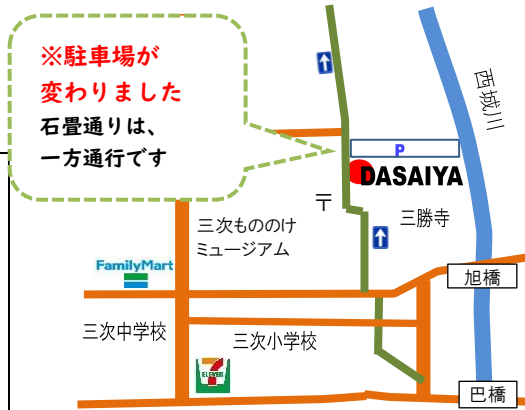 ※駐車場が
変わりました
石畳通りは、
一方通行です
西城川
P
DASAIYA
〒
三次もののけ
ミュージアム
三勝寺
FamilyMart
旭橋
三次中学校
三次小学校
7
ELEVEN
巴橋